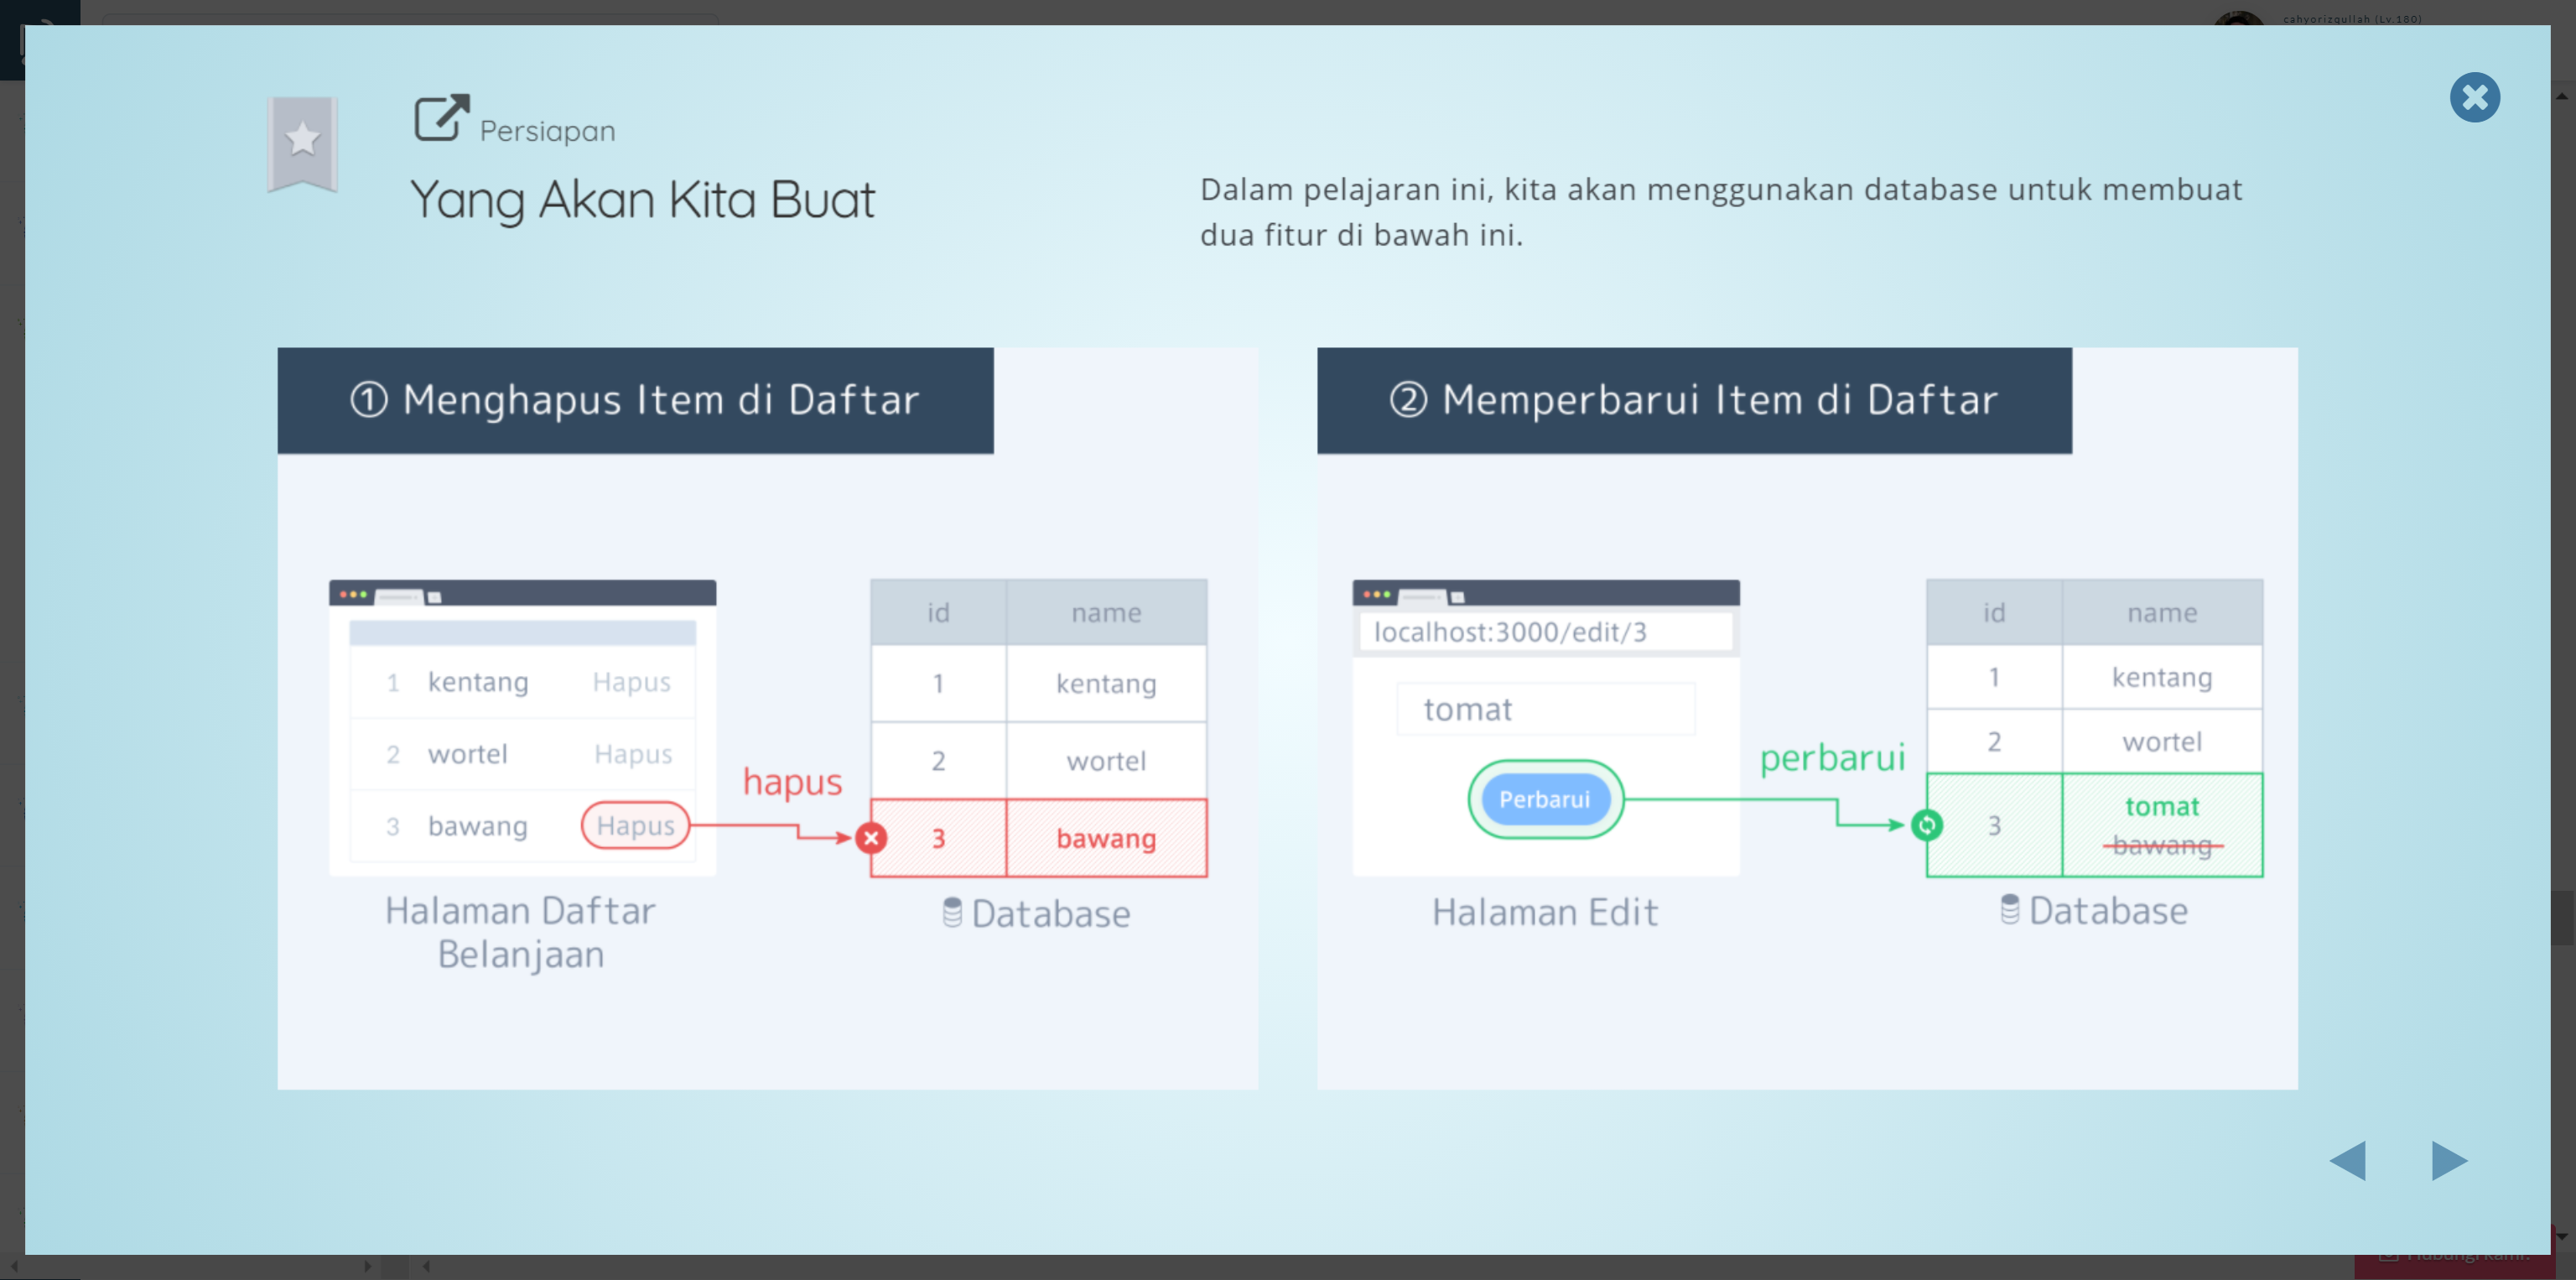 cahyorizqullah (Lv.180)
Persiapan
Yang Akan Kita Buat
Dalam pelajaran ini, kita akan menggunakan database untuk membuat
dua fitur di bawah ini.
① Menghapus Item di Daftar
1 kentang Hapus
2 wortel Hapus
3 bawang Hapus
Halaman Daftar
Belanjaan
hapus
id name
1 kentang
2 wortel
3 bawang
Database
② Memperbarui Item di Daftar
localhost:3000/edit/3
tomat
Perbarui
Halaman Edit
perbarui
id name
1 kentang
2 wortel
3 tomat
bawang
Database
Hubungi kami.